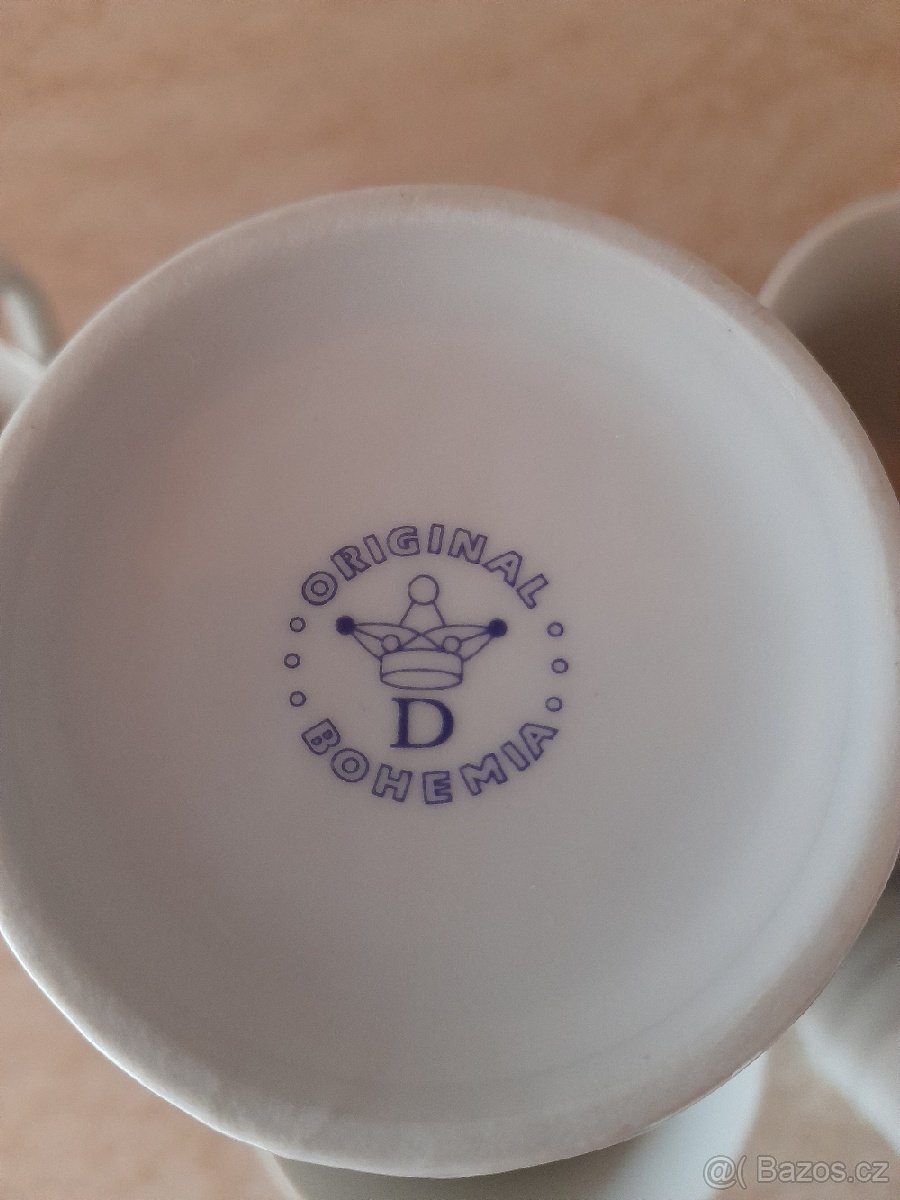 ORIGINAL
D
BOHEMIA
@( Bazos.cz